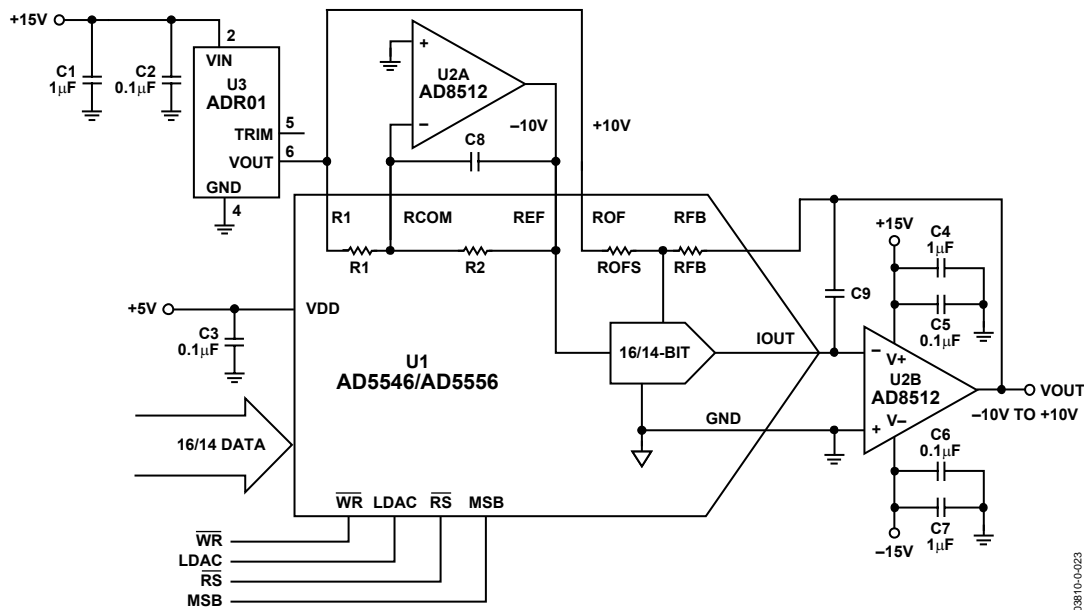 +15V
2
VIN
C1
1µF
C2
0.1µF
U3
ADR01
TRIM
5
VOUT
6
GND
4
+
U2A
AD8512
–
–10V
+10V
C8
R1
RCOM
REF
ROF
RFB
R1
R2
ROFS
RFB
+15V
C4
1µF
C9
C5
0.1µF
+5V
C3
0.1µF
VDD
U1
AD5546/AD5556
16/14-BIT
IOUT
–
V+
U2B
AD8512
+
V–
VOUT
–10V TO +10V
GND
C6
0.1µF
C7
1µF
–15V
16/14 DATA
WR
LDAC
RS
MSB
WR
LDAC
RS
MSB
03810-0-023